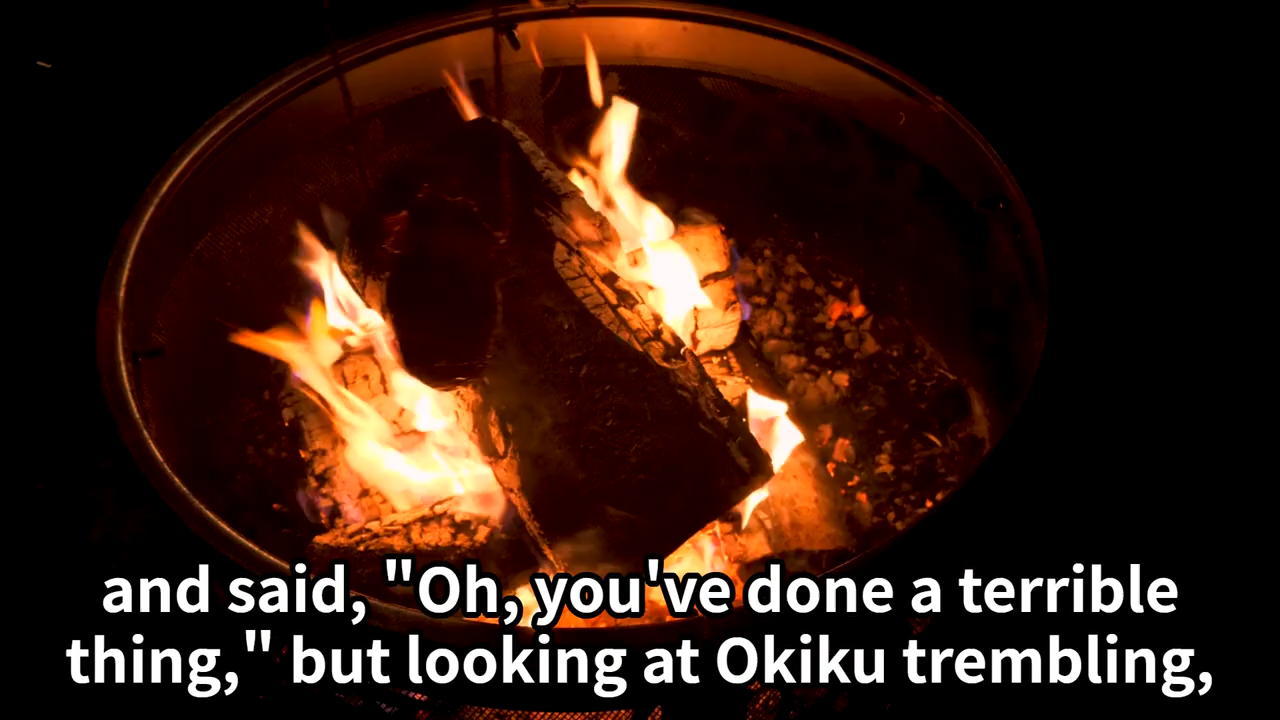 and said, "Oh, you've done a terrible
thing," but looking at Okiku trembling,